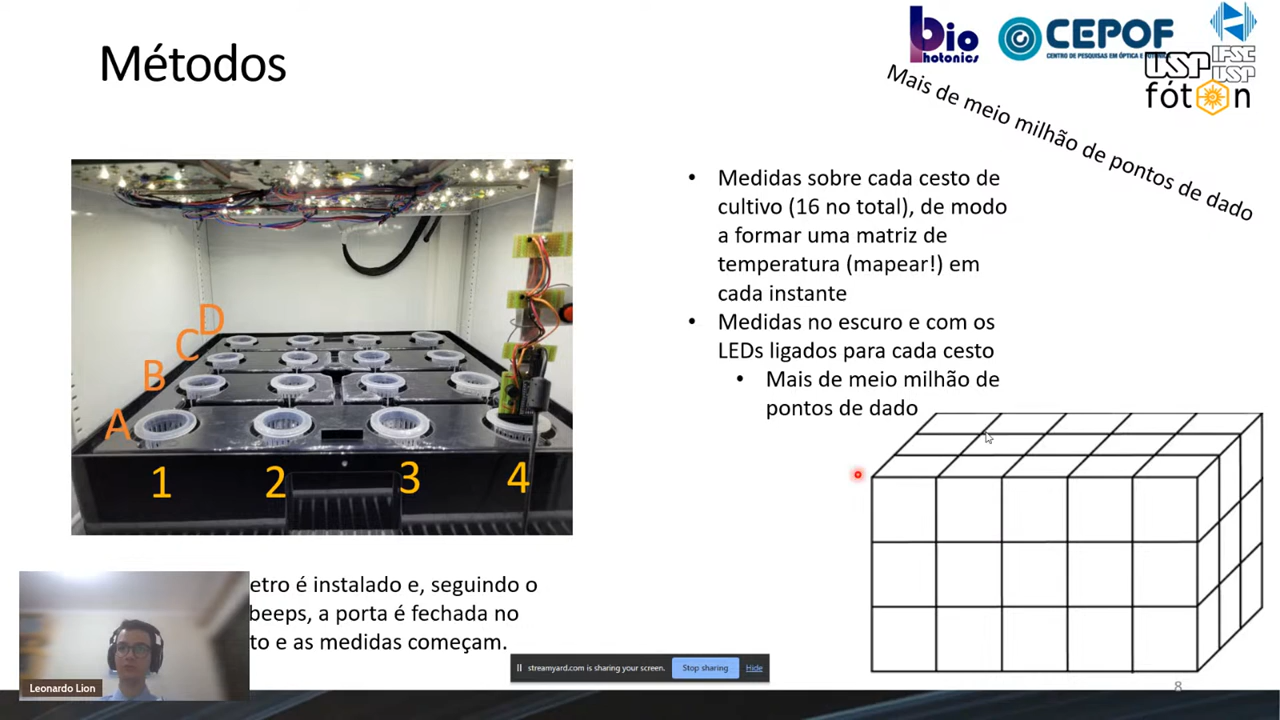 Métodos
bio
Photonics
CEPOF
CENTRO DE PESQUISAS EM ÓPTICA E FOTÔNICA
USP
IFSC
USP
fóton
Mais de meio milhão de pontos de dado
• Medidas sobre cada cesto de
cultivo (16 no total), de modo
a formar uma matriz de
temperatura (mapear!) em
cada instante
• Medidas no escuro e com os
LEDs ligados para cada cesto
• Mais de meio milhão de
pontos de dado
D
C
B
A
1 2 3 4
etro é instalado e, seguindo o
beeps, a porta é fechada no
to e as medidas começam.
streamyard.com is sharing your screen. Stop sharing Hide
Leonardo Lion
8